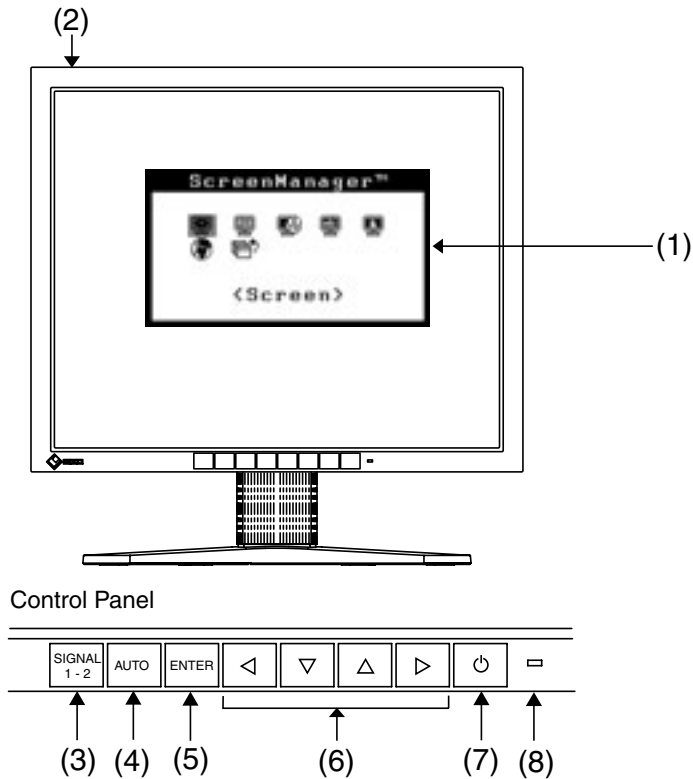 (2)
ScreenManager™
(1)
<Screen>
Control Panel
SIGNAL
1 - 2
AUTO
ENTER
(3)
(4)
(5)
(6)
(7)
(8)